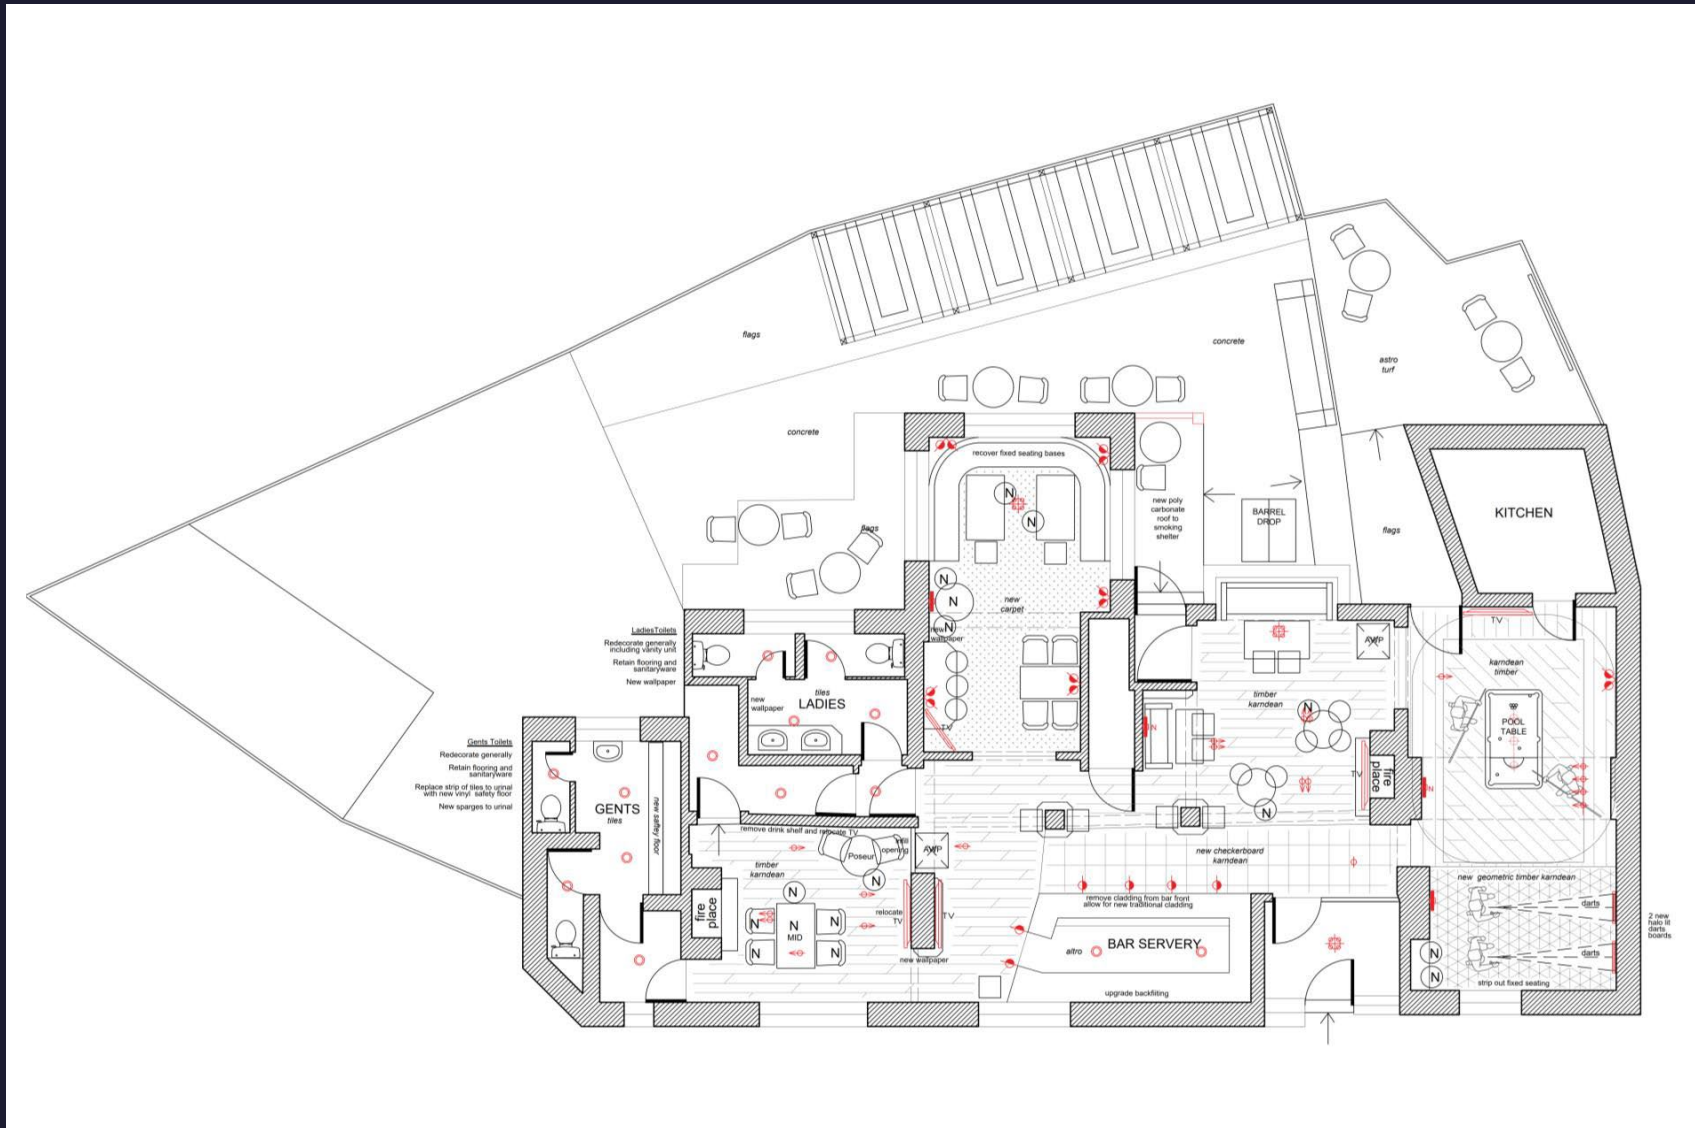 flags
concrete
astro
turf
concrete
recover fixed seating bases
N
N
new poly
carbonate
roof to
smoking
shelter
BARREL
DROP
flags
KITCHEN
flags
N
N
N
new
carpet
new
wallpaper
TV
LadiesToilets
Redecorate generally
including vanity unit
Retain flooring and
sanitaryware
New wallpaper
new
wallpaper
tiles
LADIES
TV
AWP
timber
karndean
N
N
N
TV
fire
place
karndean
timber
POOL
TABLE
N
Gents Toilets
Redecorate generally
Retain flooring and
sanitaryware
Replace strip of tiles to urinal
with new vinyl safety floor
New sparges to urinal
GENTS
tiles
new saftey floor
remove drink shelf and relocate TV
opening
Poseur
AWP
timber
karndean
N
N
fire
place
N
N
N
N
N
MID
relocate
TV
TV
new wallpaper
new checkerboard
karndean
remove cladding from bar front
allow for new traditional cladding
altro
BAR SERVERY
upgrade backfitting
new geometric timber karndean
darts
darts
N
N
strip out fixed seating
2 new
halo lit
darts
boards